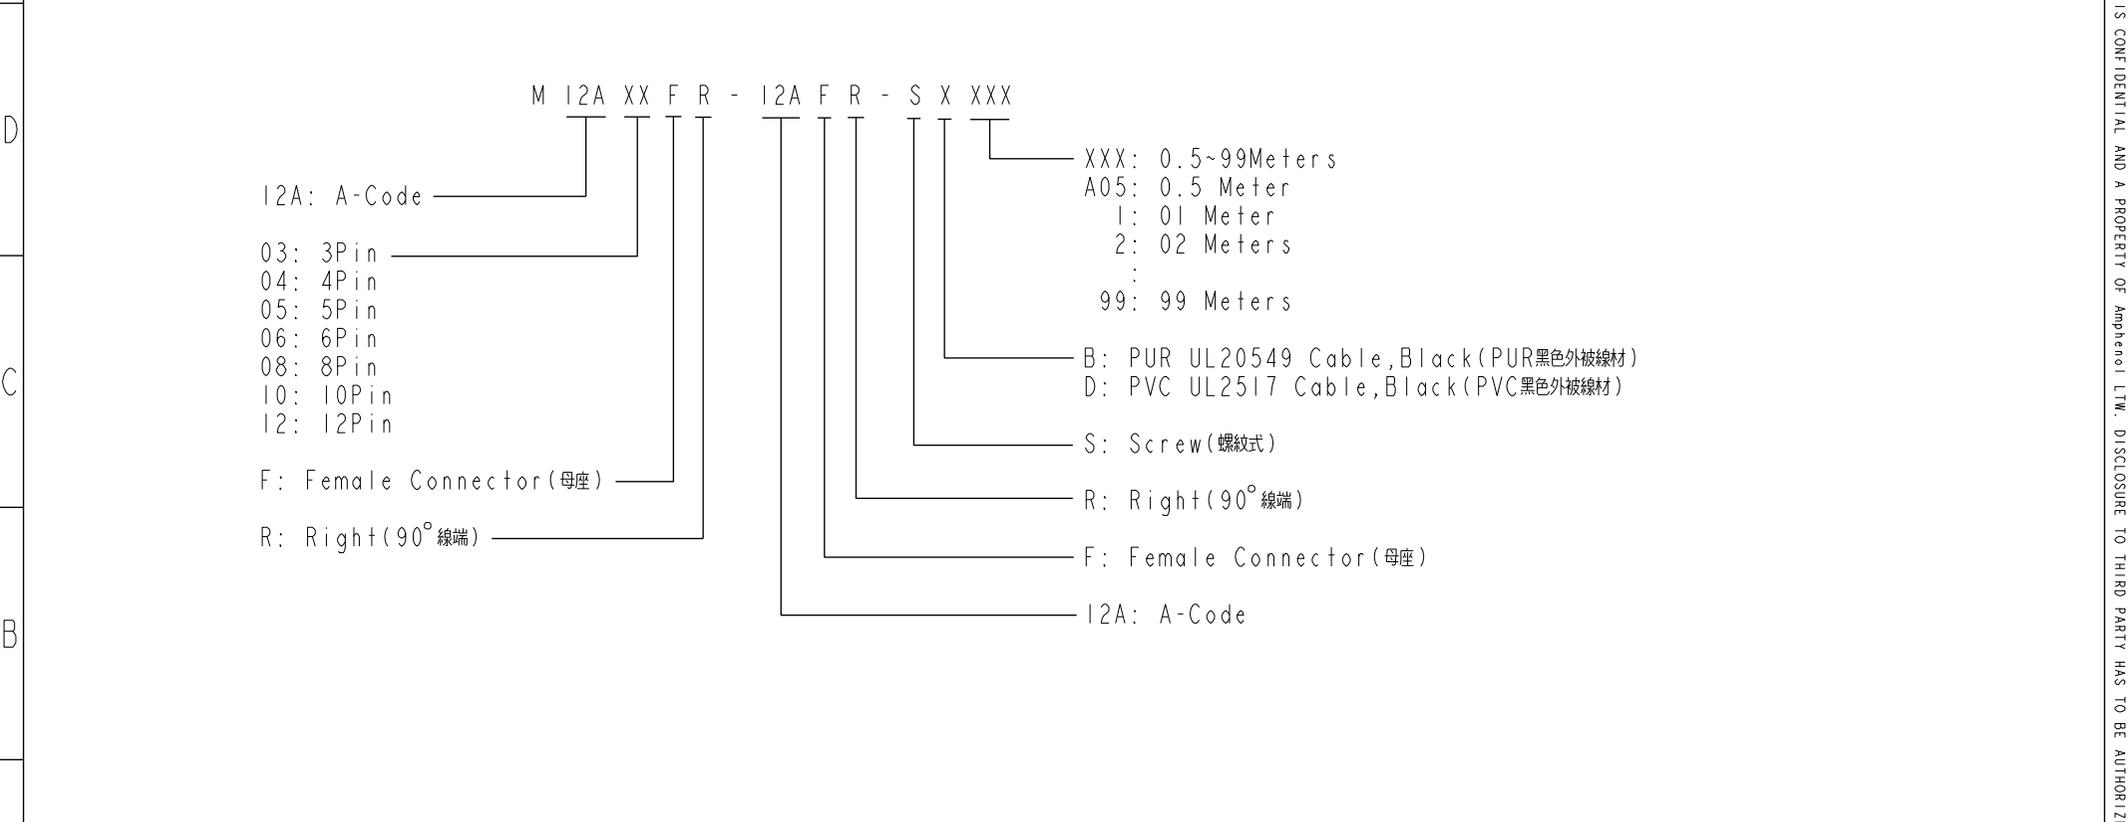 M 12A XX F R - 12A F R - S X XXX
12A: A-Code
03: 3Pin
04: 4Pin
05: 5Pin
06: 6Pin
08: 8Pin
10: 10Pin
12: 12Pin
F: Female Connector(母座)
R: Right(90°線端)
XXX: 0.5~99Meters
A05: 0.5 Meter
1: 01 Meter
2: 02 Meters
:
99: 99 Meters
B: PUR UL20549 Cable,Black(PUR黑色外被線材)
D: PVC UL2517 Cable,Black(PVC黑色外被線材)
S: Screw(螺紋式)
R: Right(90°線端)
F: Female Connector(母座)
12A: A-Code
D
C
B
IS CONFIDENTIAL AND A PROPERTY OF Amphenol LTW. DISCLOSURE TO THIRD PARTY HAS TO BE